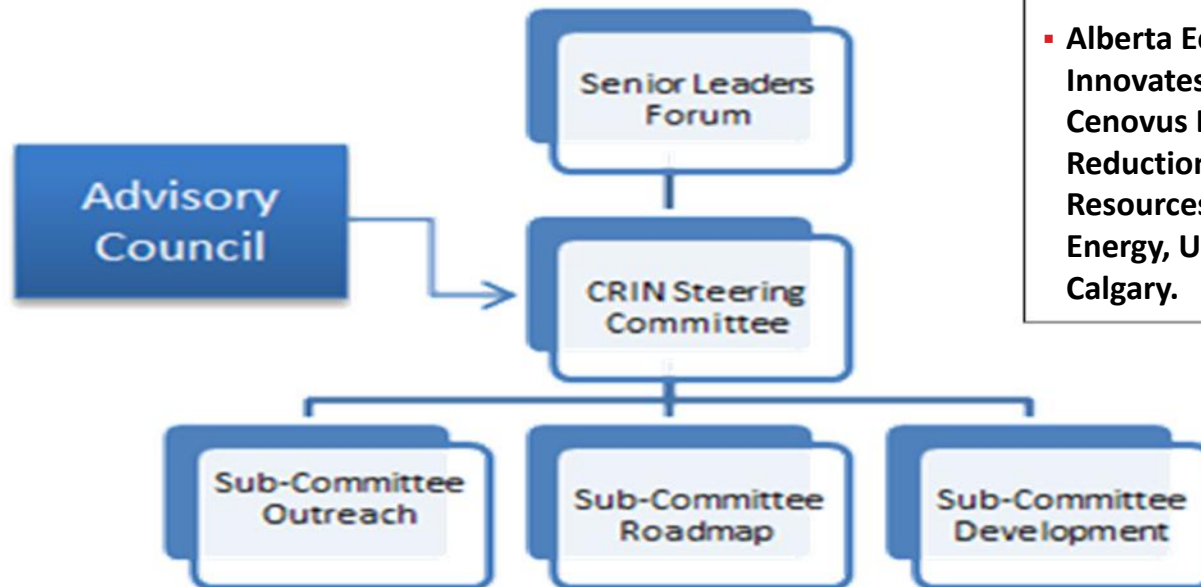 Senior Leaders
Forum
Advisory
Council
CRIN Steering
Committee
Sub-Committee
Outreach
Sub-Committee
Roadmap
Sub-Committee
Development
▪ Alberta
Innovates
Cenovus
Reduction
Resources
Energy,
Calgary.